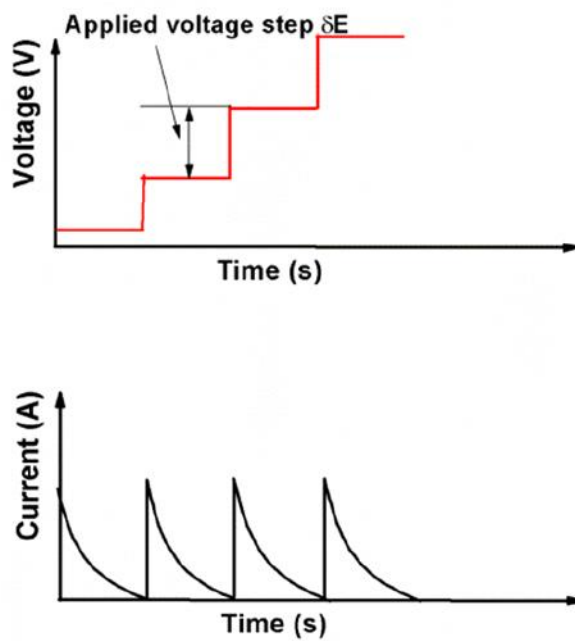 Applied voltage step δE
Voltage (V)
Time (s)
Current (A)
Time (s)